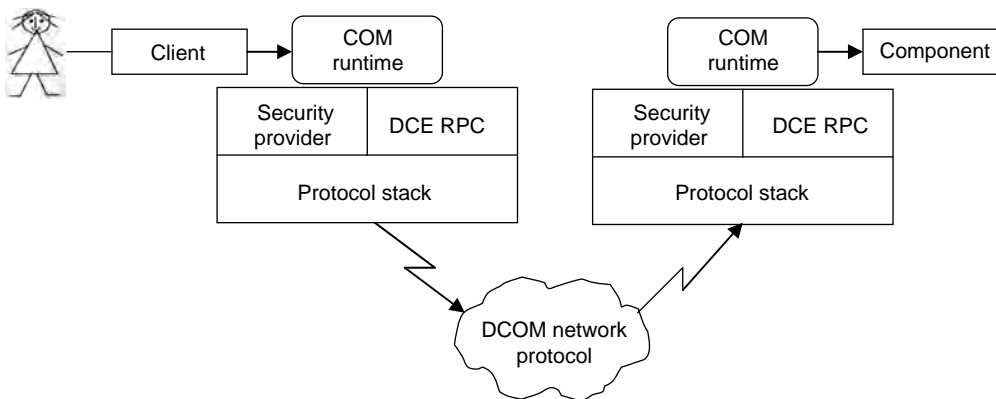 Client
COM
runtime
COM
runtime
Component
Security
provider
DCE RPC
Security
provider
DCE RPC
Protocol stack
Protocol stack
DCOM network
protocol